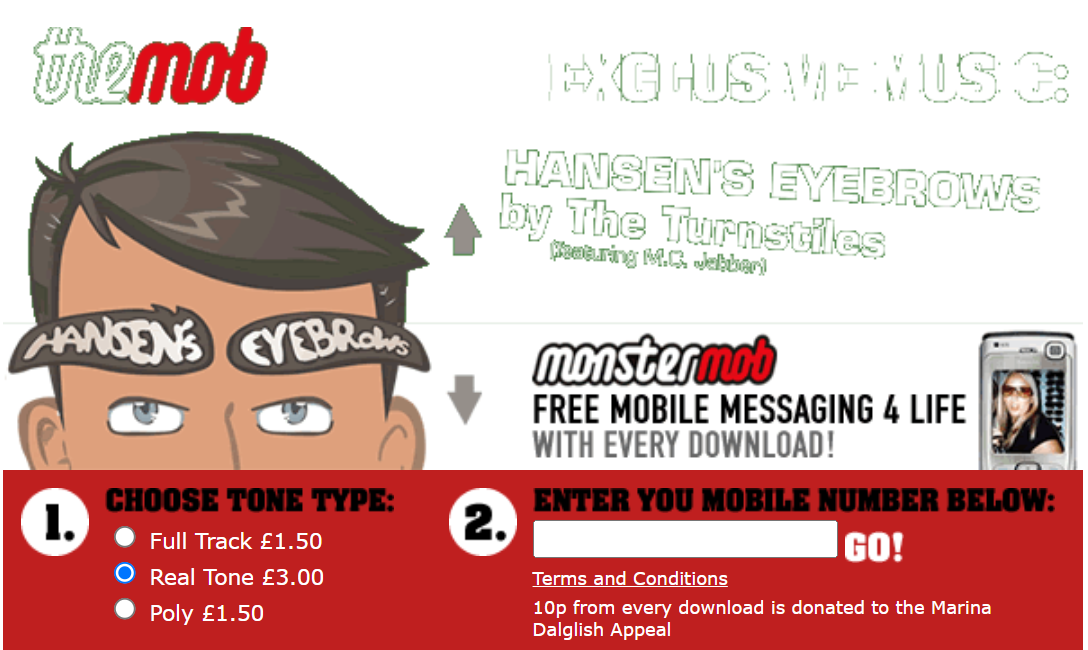 themob
EXCLUSIVE MUSIC:
HANSEN'S EYEBROWS
by The Turnstiles
(featuring M.C. Jabber)
HANSEN'S EYEBROWS
monstermob
FREE MOBILE MESSAGING 4 LIFE
WITH EVERY DOWNLOAD!
1. CHOOSE TONE TYPE:
Full Track £1.50
Real Tone £3.00
Poly £1.50
2. ENTER YOU MOBILE NUMBER BELOW:
GO!
Terms and Conditions
10p from every download is donated to the Marina
Dalglish Appeal